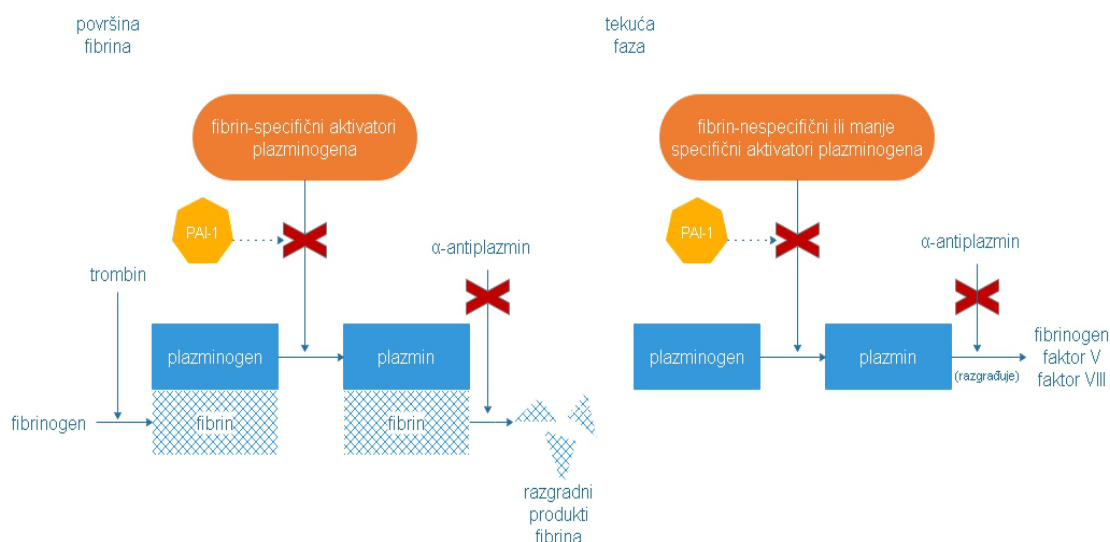 površina
fibrina
fibrin-specifični aktivatori
plazminogena
PAI-1
α-antiplazmin
trombin
plazminogen
plazmin
fibrinogen
fibrin
fibrin
razgradni
produkti
fibrina
tekuća
faza
fibrin-nespecifični ili manje
specifični aktivatori plazminogena
PAI-1
α-antiplazmin
plazminogen
plazmin
(razgrađuje)
fibrinogen
faktor V
faktor VIII